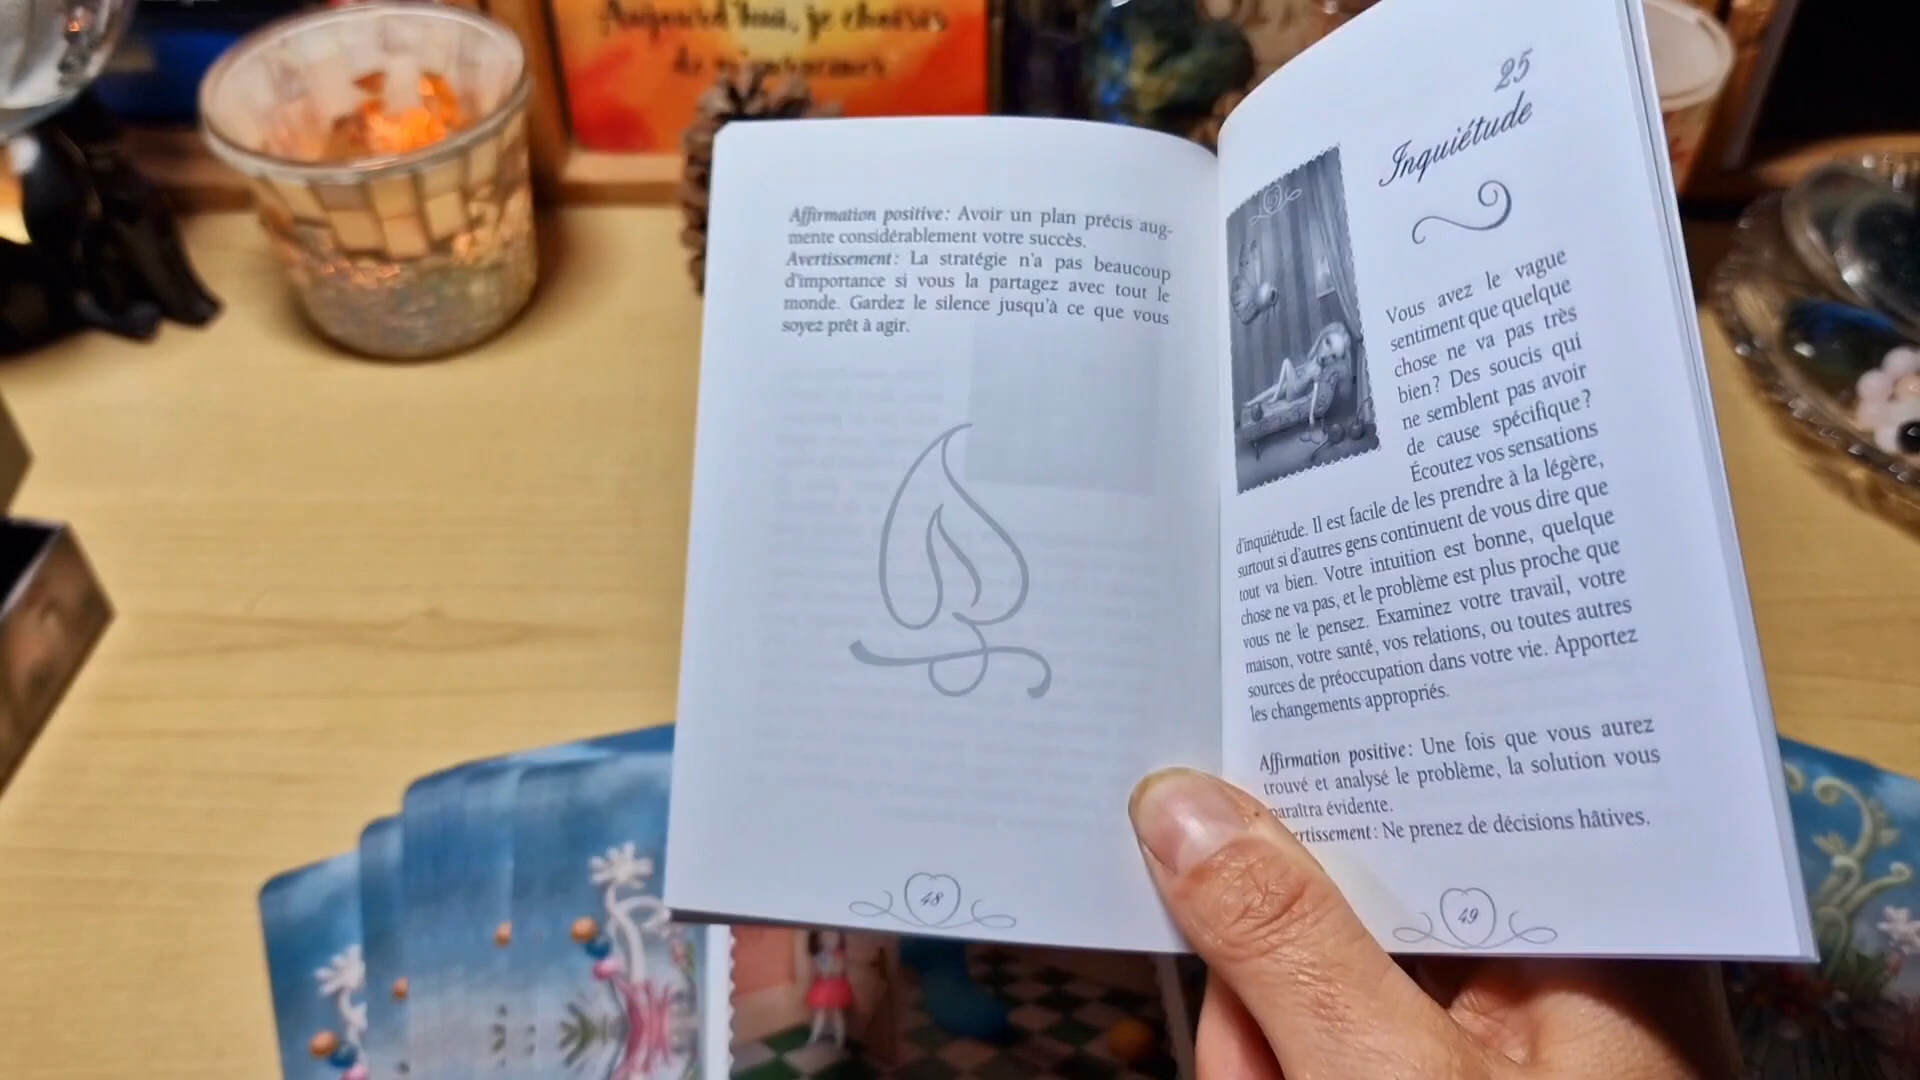 Aujourd'hui, je choisis
Affirmation positive: Avoir un plan précis aug-
mente considérablement votre succès.
Avertissement: La stratégie n'a pas beaucoup
d'importance si vous la partagez avec tout le
monde. Gardez le silence jusqu'à ce que vous
soyez prêt à agir.
48
25
Inquiétude
Vous avez le vague
sentiment que quelque
chose ne va pas très
bien? Des soucis qui
ne semblent pas avoir
de cause spécifique?
Écoutez vos sensations
d'inquiétude. Il est facile de les prendre à la légère,
surtout si d'autres gens continuent de vous dire que
tout va bien. Votre intuition est bonne, quelque
chose ne va pas, et le problème est plus proche que
vous ne le pensez. Examinez votre travail, votre
maison, votre santé, vos relations, ou toutes autres
sources de préoccupation dans votre vie. Apportez
les changements appropriés.
Affirmation positive: Une fois que vous aurez
trouvé et analysé le problème, la solution vous
paraîtra évidente.
ertissement: Ne prenez de décisions hâtives.
49